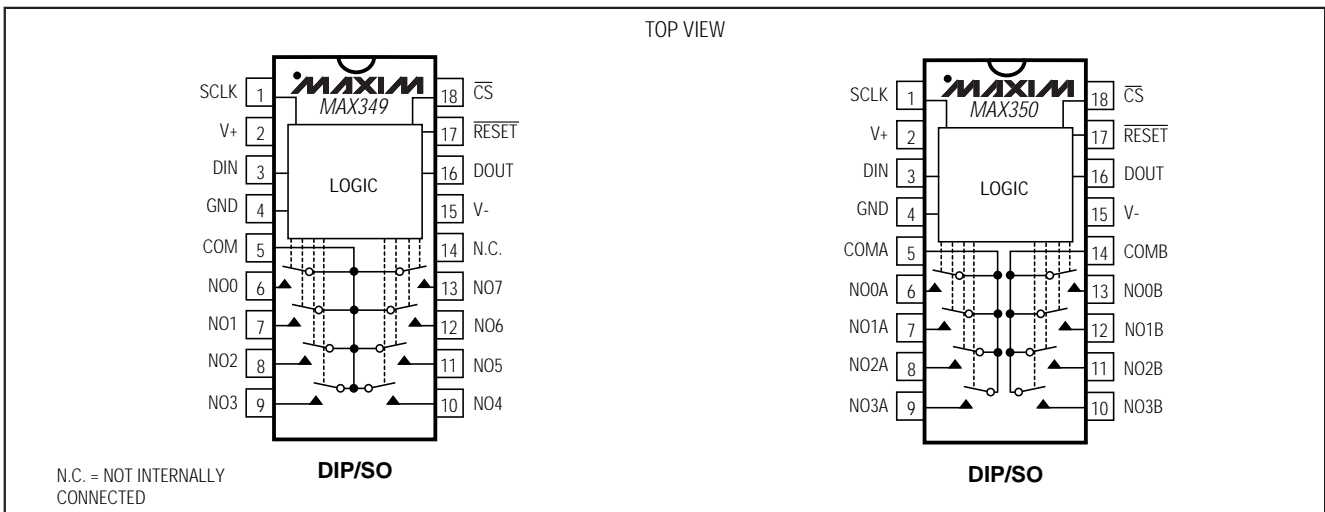 TOP VIEW
MAXIM
MAX349
SCLK 1
V+ 2
DIN 3
GND 4
COM 5
NO0 6
NO1 7
NO2 8
NO3 9
LOGIC
18 C̅S̅
17 R̅E̅S̅E̅T̅
16 DOUT
15 V-
14 N.C.
13 NO7
12 NO6
11 NO5
10 NO4
DIP/SO
N.C. = NOT INTERNALLY
CONNECTED
MAXIM
MAX350
SCLK 1
V+ 2
DIN 3
GND 4
COMA 5
NO0A 6
NO1A 7
NO2A 8
NO3A 9
LOGIC
18 C̅S̅
17 R̅E̅S̅E̅T̅
16 DOUT
15 V-
14 COMB
13 NO0B
12 NO1B
11 NO2B
10 NO3B
DIP/SO